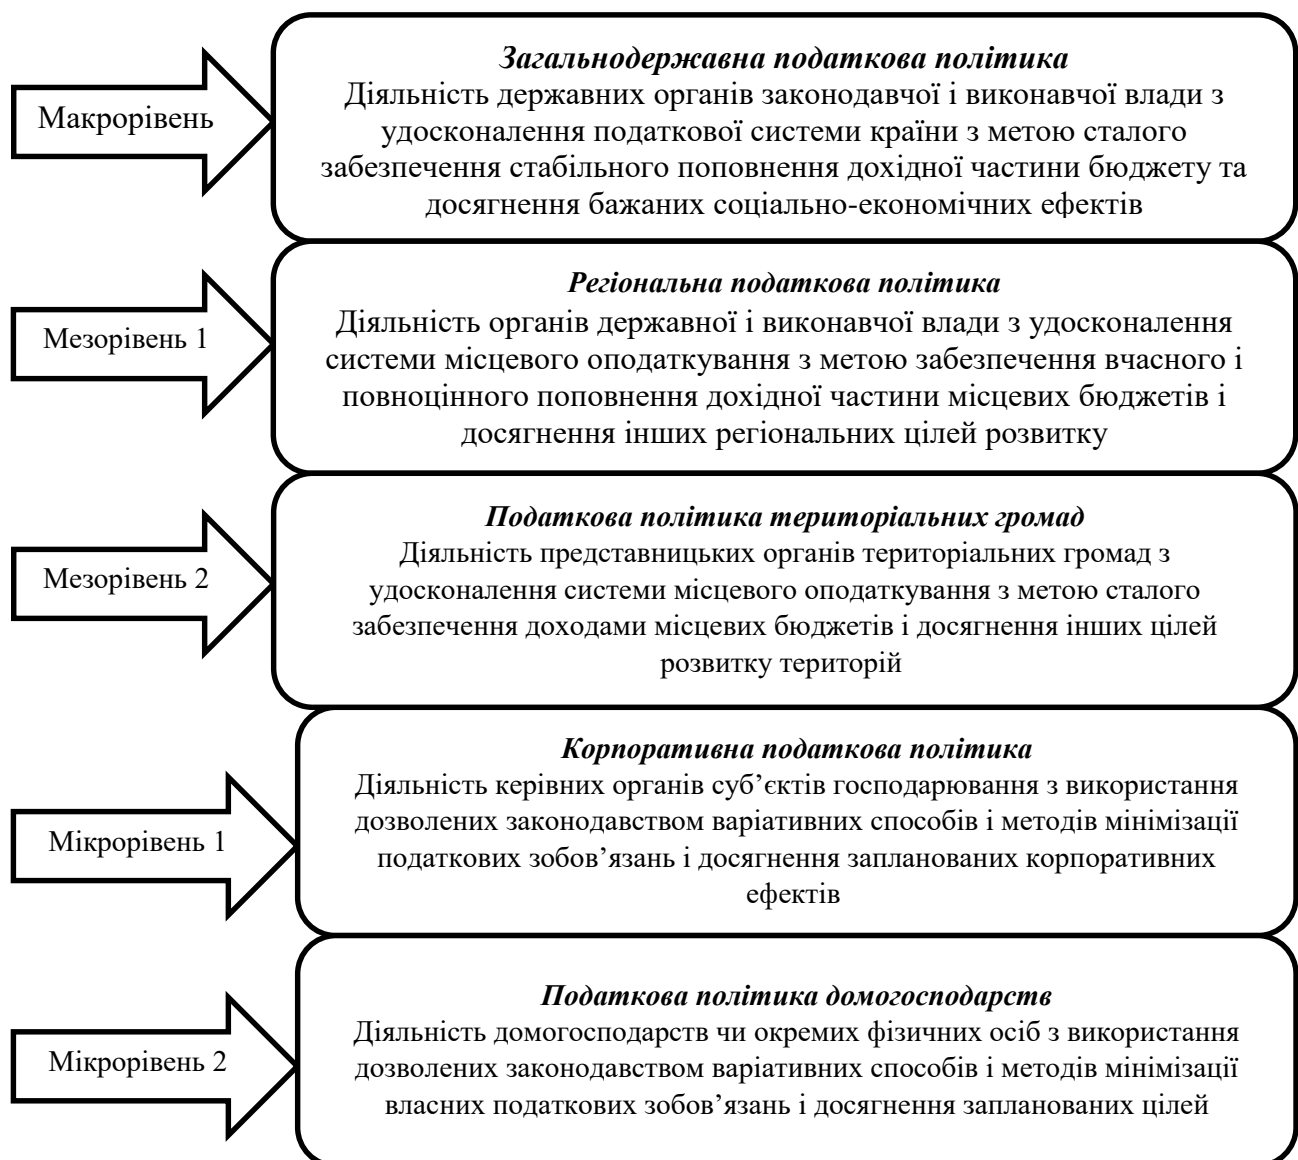 Загальнодержавна податкова політика
Діяльність державних органів законодавчої і виконавчої влади з
удосконалення податкової системи країни з метою сталого
забезпечення стабільного поповнення дохідної частини бюджету та
досягнення бажаних соціально-економічних ефектів
Макрорівень
Регіональна податкова політика
Діяльність органів державної і виконавчої влади з удосконалення
системи місцевого оподаткування з метою забезпечення вчасного і
повноцінного поповнення дохідної частини місцевих бюджетів і
досягнення інших регіональних цілей розвитку
Мезорівень 1
Податкова політика територіальних громад
Діяльність представницьких органів територіальних громад з
удосконалення системи місцевого оподаткування з метою сталого
забезпечення доходами місцевих бюджетів і досягнення інших цілей
розвитку територій
Мезорівень 2
Корпоративна податкова політика
Діяльність керівних органів суб’єктів господарювання з використання
дозволених законодавством варіативних способів і методів мінімізації
податкових зобов’язань і досягнення запланованих корпоративних
ефектів
Мікрорівень 1
Податкова політика домогосподарств
Діяльність домогосподарств чи окремих фізичних осіб з використання
дозволених законодавством варіативних способів і методів мінімізації
власних податкових зобов’язань і досягнення запланованих цілей
Мікрорівень 2